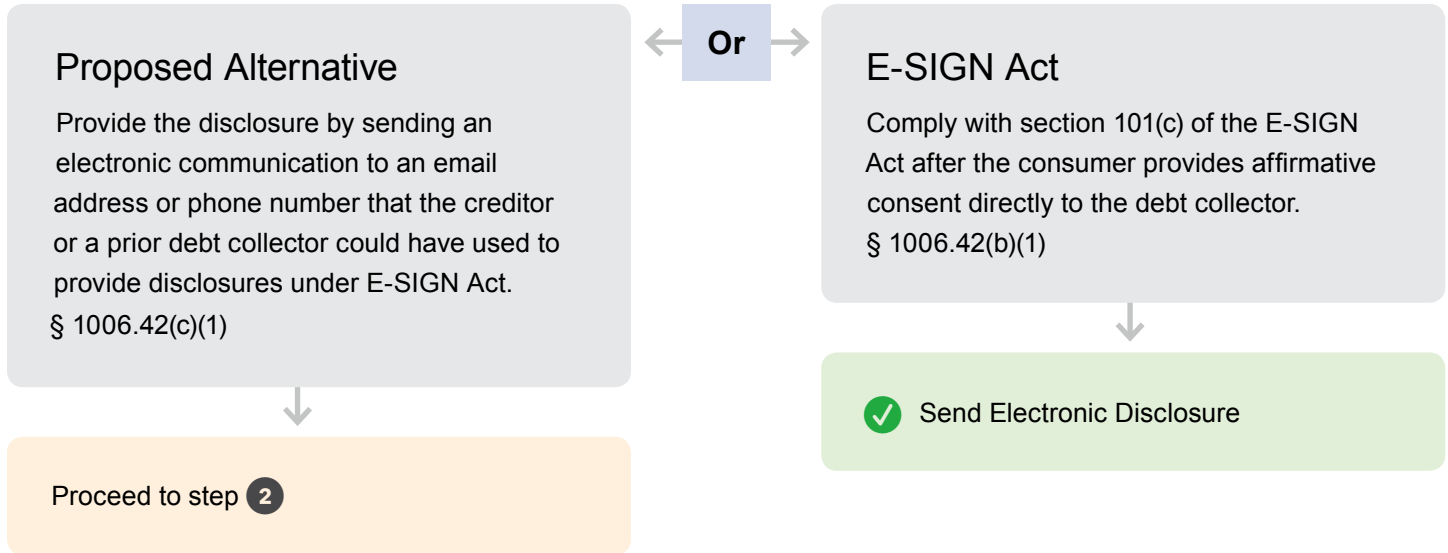 Proposed Alternative
Provide the disclosure by sending an
electronic communication to an email
address or phone number that the creditor
or a prior debt collector could have used to
provide disclosures under E-SIGN Act.
§ 1006.42(c)(1)
Proceed to step 2
Or
E-SIGN Act
Comply with section 101(c) of the E-SIGN
Act after the consumer provides affirmative
consent directly to the debt collector.
§ 1006.42(b)(1)
Send Electronic Disclosure